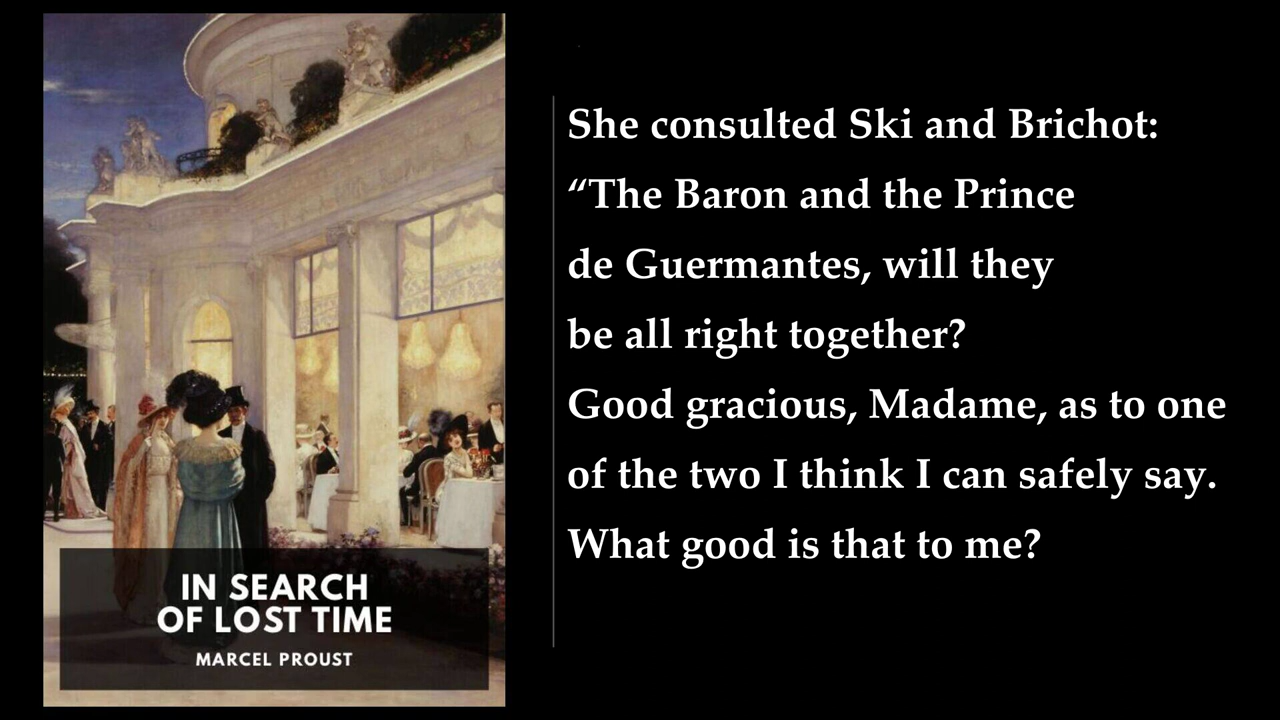 IN SEARCH
OF LOST TIME
MARCEL PROUST
She consulted Ski and Brichot:
“The Baron and the Prince
de Guermantes, will they
be all right together?
Good gracious, Madame, as to one
of the two I think I can safely say.
What good is that to me?